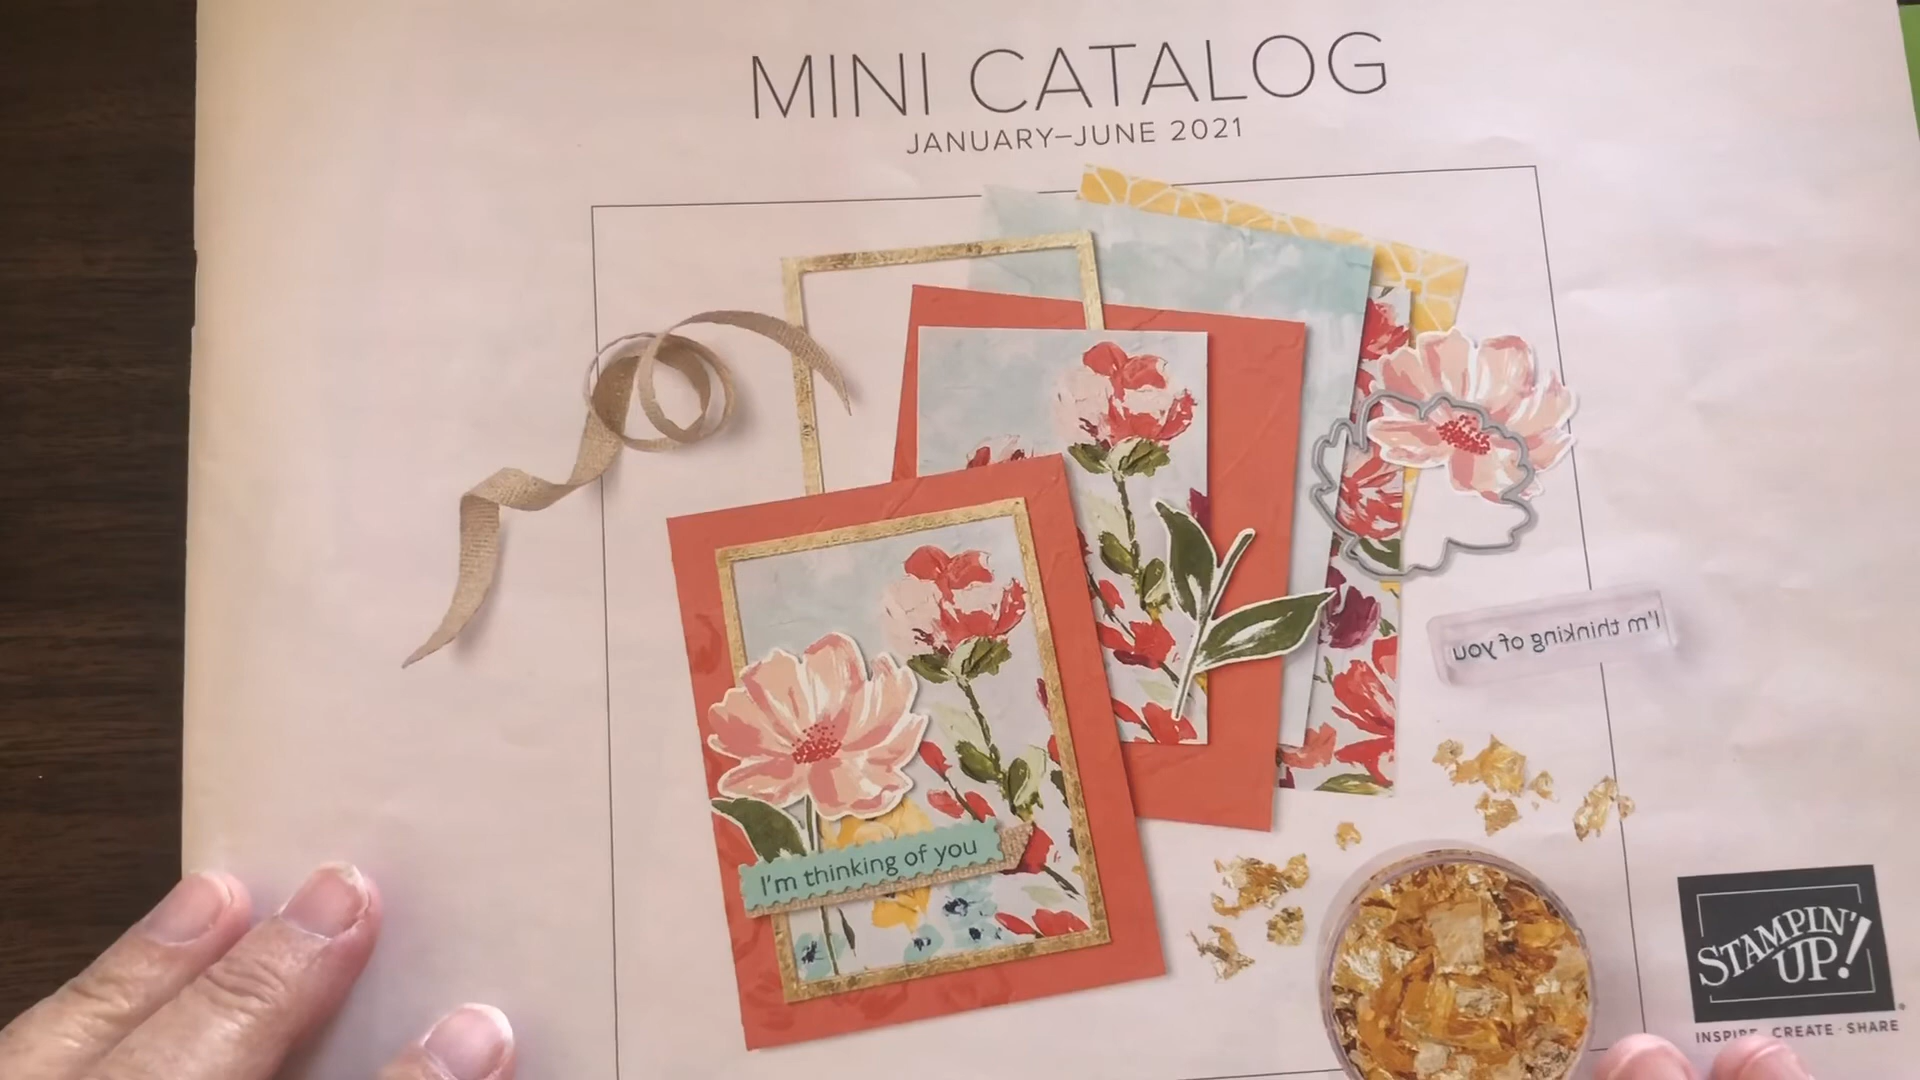 MINI CATALOG
JANUARY–JUNE 2021
I'm thinking of you
I'm thinking of you
STAMPIN'
UP!
INSPIRE · CREATE · SHARE